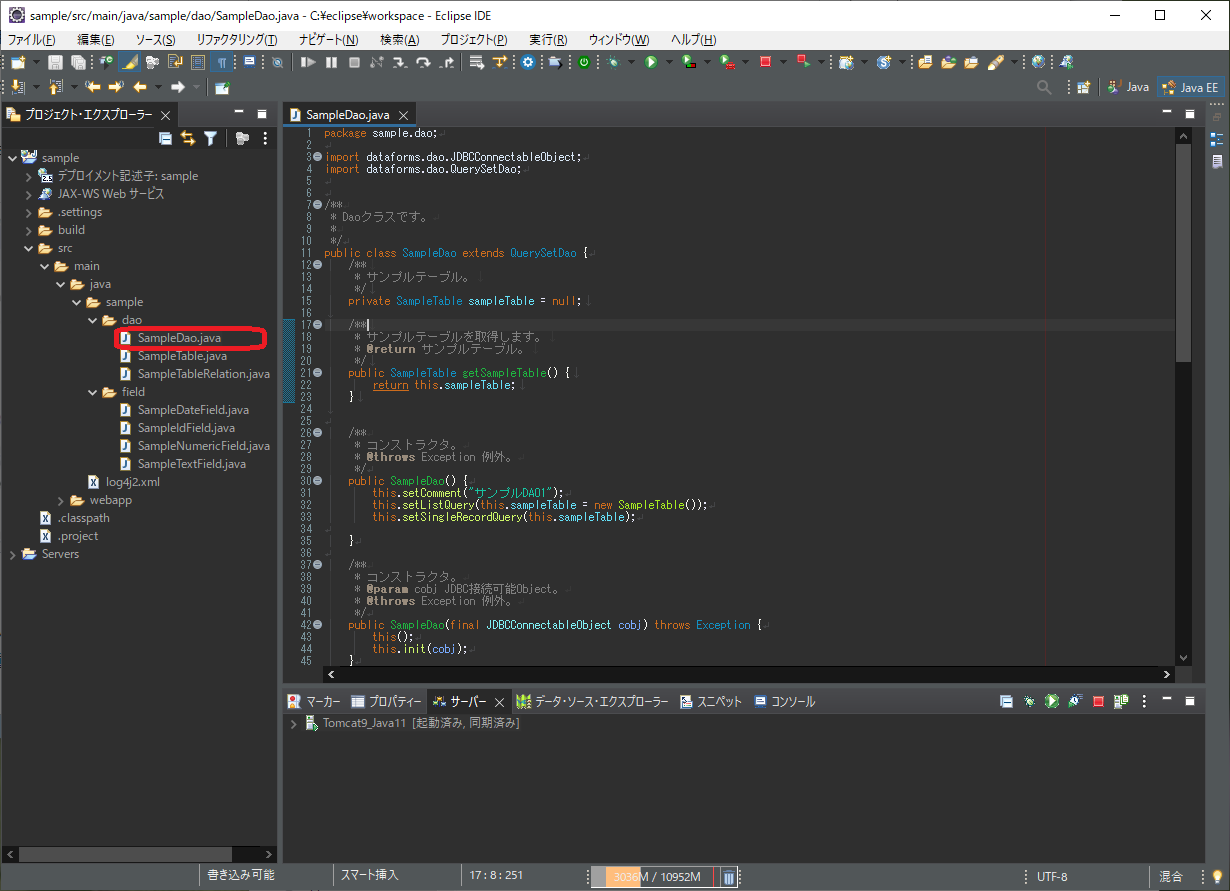 sample/src/main/java/sample/dao/SampleDao.java - C:¥eclipse¥workspace - Eclipse IDE
ファイル(F) 編集(E) ソース(S) リファクタリング(T) ナビゲート(N) 検索(A) プロジェクト(P) 実行(R) ウィンドウ(W) ヘルプ(H)
Java
Java EE
プロジェクト・エクスプローラー
sample
デプロイメント記述子: sample
JAX-WS Web サービス
.settings
build
src
main
java
sample
dao
SampleDao.java
SampleTable.java
SampleTableRelation.java
field
SampleDateField.java
SampleIdField.java
SampleNumericField.java
SampleTextField.java
log4j2.xml
webapp
.classpath
.project
Servers
SampleDao.java
1 package sample.dao;
2
3 import dataforms.dao.JDBCConnectableObject;
4 import dataforms.dao.QuerySetDao;
5
6
7 /**
8  * Daoクラスです。
9  *
10  */
11 public class SampleDao extends QuerySetDao {
12     /**
13      * サンプルテーブル。
14      */
15     private SampleTable sampleTable = null;
16
17     /**
18      * サンプルテーブルを取得します。
19      * @return サンプルテーブル。
20      */
21     public SampleTable getSampleTable() {
22         return this.sampleTable;
23     }
24
25
26     /**
27      * コンストラクタ。
28      * @throws Exception 例外。
29      */
30     public SampleDao() {
31         this.setComment("サンプルDAO1");
32         this.setListQuery(this.sampleTable = new SampleTable());
33         this.setSingleRecordQuery(this.sampleTable);
34
35     }
36
37     /**
38      * コンストラクタ。
39      * @param cobj JDBC接続可能Object。
40      * @throws Exception 例外。
41      */
42     public SampleDao(final JDBCConnectableObject cobj) throws Exception {
43         this();
44         this.init(cobj);
45     }
マーカー プロパティー サーバー データ・ソース・エクスプローラー スニペット コンソール
Tomcat9_Java11 [起動済み, 同期済み]
書き込み可能 スマート挿入 17 : 8 : 251 3036M / 10952M UTF-8 混合